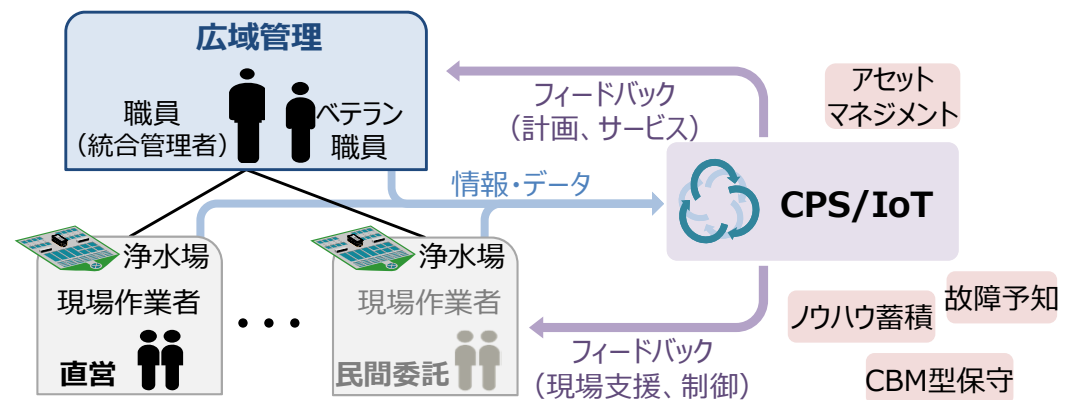 広域管理
職員
（統合管理者）
ベテラン
職員
フィードバック
（計画、サービス）
アセット
マネジメント
情報・データ
CPS/IoT
浄水場
現場作業者
直営
・・・
浄水場
現場作業者
民間委託
フィードバック
（現場支援、制御）
ノウハウ蓄積
故障予知
CBM型保守